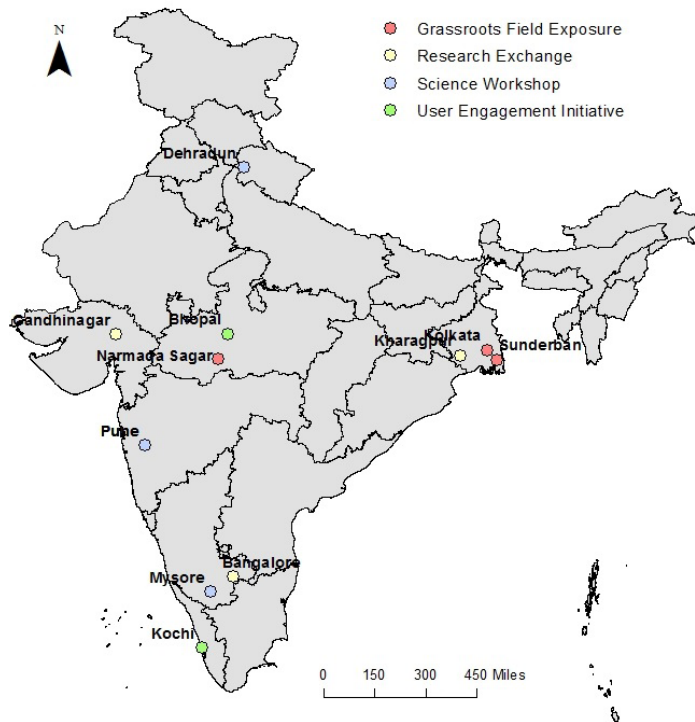 N
Grassroots Field Exposure
Research Exchange
Science Workshop
User Engagement Initiative
Dehradun
Gandhinagar
Bhopal
Narmada Sagar
Kolkata
Kharagpur
Sunderban
Pune
Bangalore
Mysore
Kochi
0 150 300 450 Miles